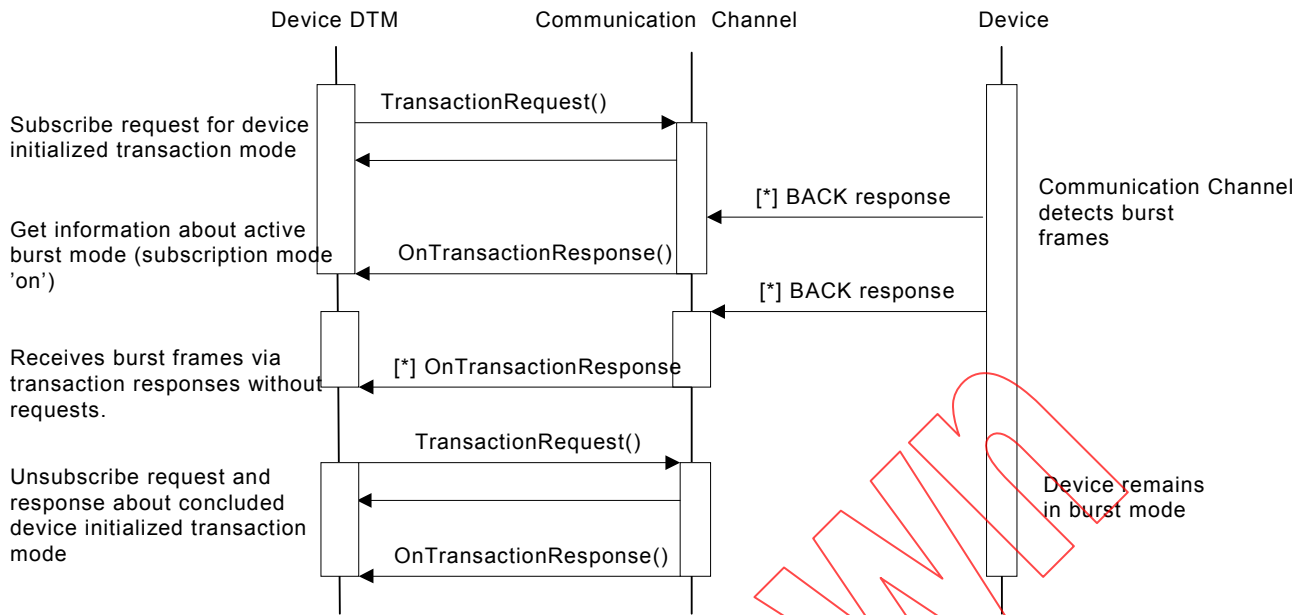 Device DTM
Communication Channel
Device
TransactionRequest()
Subscribe request for device
initialized transaction mode
[*] BACK response
Communication Channel
detects burst
frames
Get information about active
burst mode (subscription mode
'on')
OnTransactionResponse()
[*] BACK response
Receives burst frames via
transaction responses without
requests.
[*] OnTransactionResponse
TransactionRequest()
Unsubscribe request and
response about concluded
device initialized transaction
mode
Device remains
in burst mode
OnTransactionResponse()